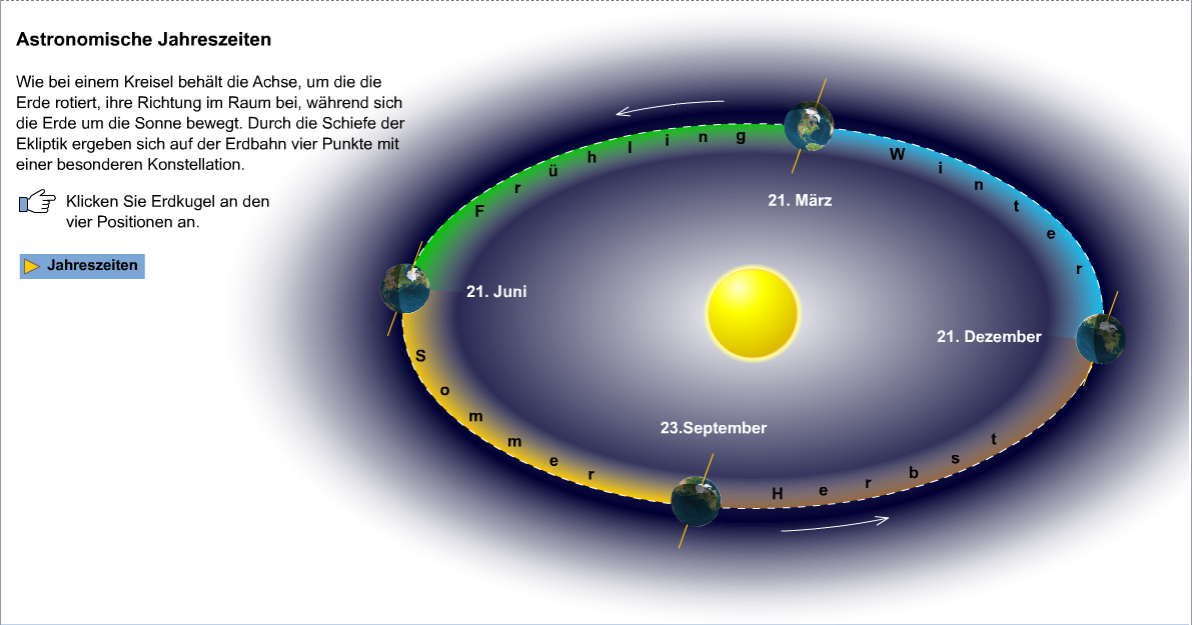 Astronomische Jahreszeiten
Wie bei einem Kreisel behält die Achse, um die die
Erde rotiert, ihre Richtung im Raum bei, während sich
die Erde um die Sonne bewegt. Durch die Schiefe der
Ekliptik ergeben sich auf der Erdbahn vier Punkte mit
einer besonderen Konstellation.
Klicken Sie Erdkugel an den
vier Positionen an.
Jahreszeiten
Frühling
Winter
21. März
21. Juni
21. Dezember
Sommer
23.September
Herbst